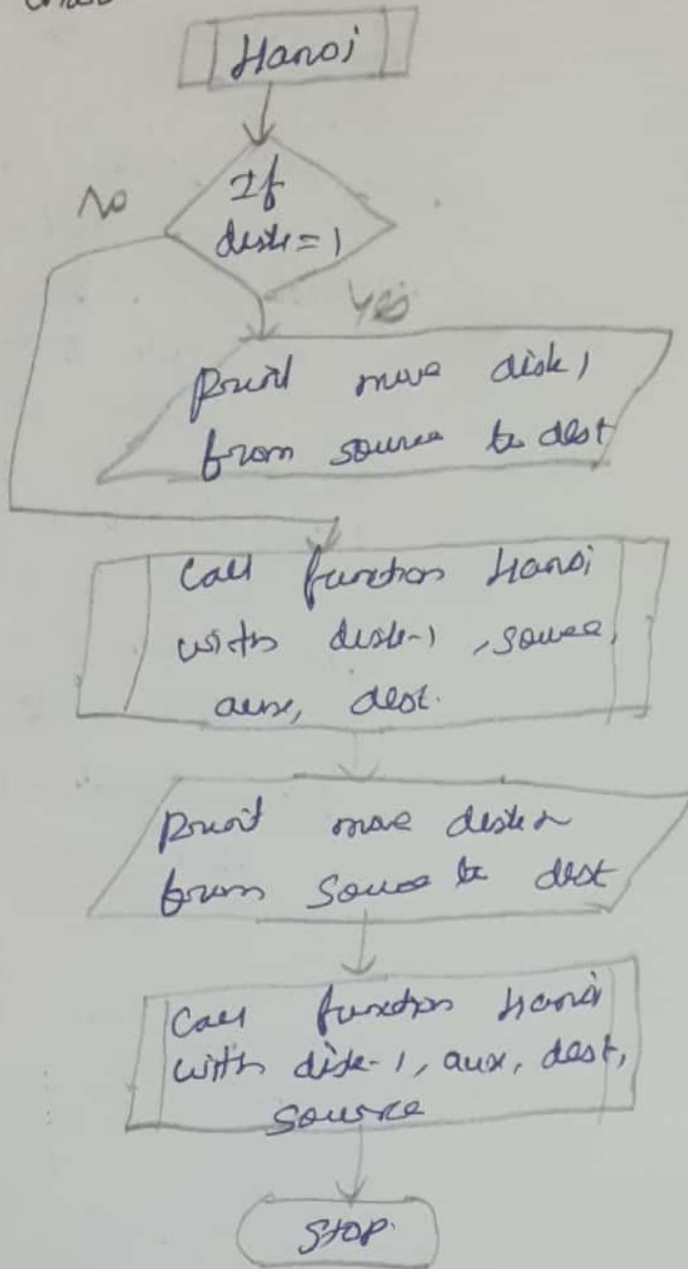 Hanoi
If
disk = 1
No
Yes
Print move disk 1
from source to dest
Call function Hanoi
with disk-1, source,
aux, dest.
Print move disk
from source to dest
Call function Hanoi
with disk-1, aux, dest,
source
STOP.